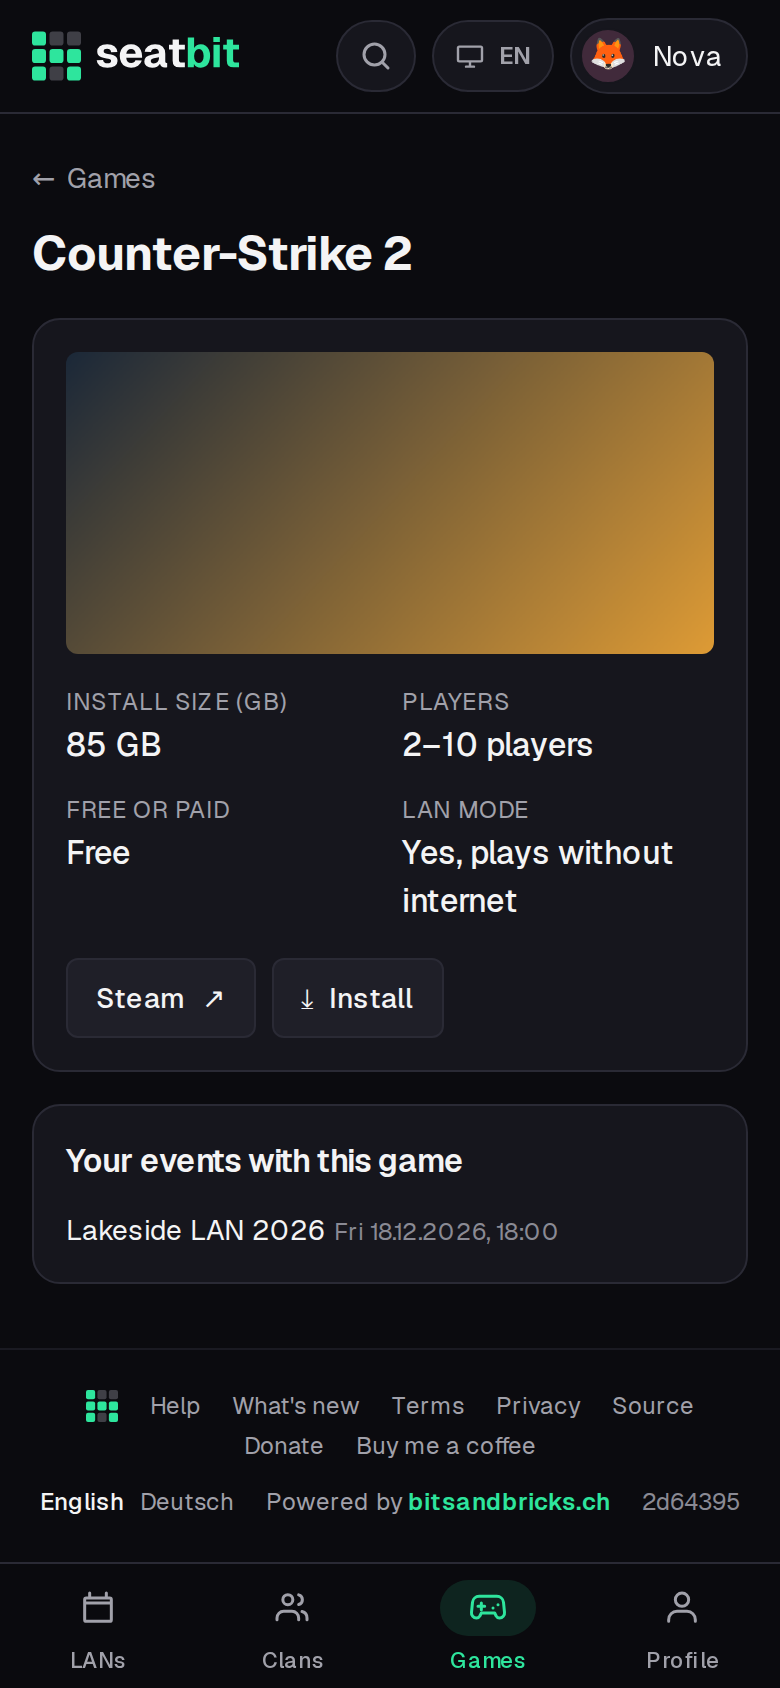 seatbit
EN
Nova
← Games
Counter-Strike 2
INSTALL SIZE (GB)
85 GB
PLAYERS
2–10 players
FREE OR PAID
Free
LAN MODE
Yes, plays without
internet
Steam ↗
⤓ Install
Your events with this game
Lakeside LAN 2026 Fri 18.12.2026, 18:00
Help What's new Terms Privacy Source
Donate Buy me a coffee
English Deutsch Powered by bitsandbricks.ch 2d64395
LANs Clans Games Profile